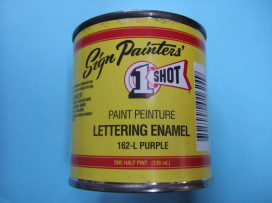 Sign Painters'
1 SHOT
PAINT PEINTURE
LETTERING ENAMEL
162-L PURPLE
ONE HALF PINT (236 mL)